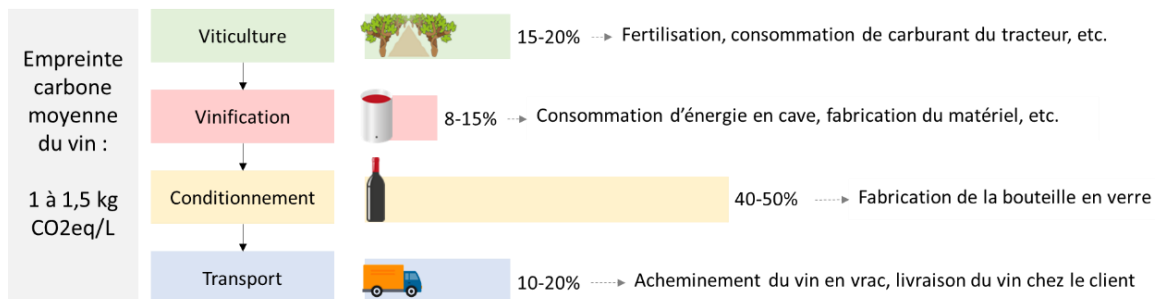 Empreinte
carbone
moyenne
du vin :
1 à 1,5 kg
CO2eq/L
Viticulture
15-20%
Fertilisation, consommation de carburant du tracteur, etc.
Vinification
8-15%
Consommation d'énergie en cave, fabrication du matériel, etc.
Conditionnement
40-50%
Fabrication de la bouteille en verre
Transport
10-20%
Acheminement du vin en vrac, livraison du vin chez le client